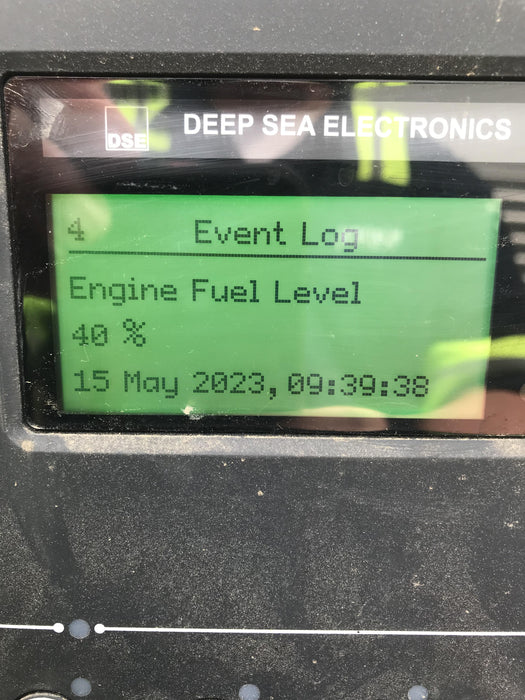 DSE DEEP SEA ELECTRONICS
4 Event Log
Engine Fuel Level
40 %
15 May 2023, 09:39:38